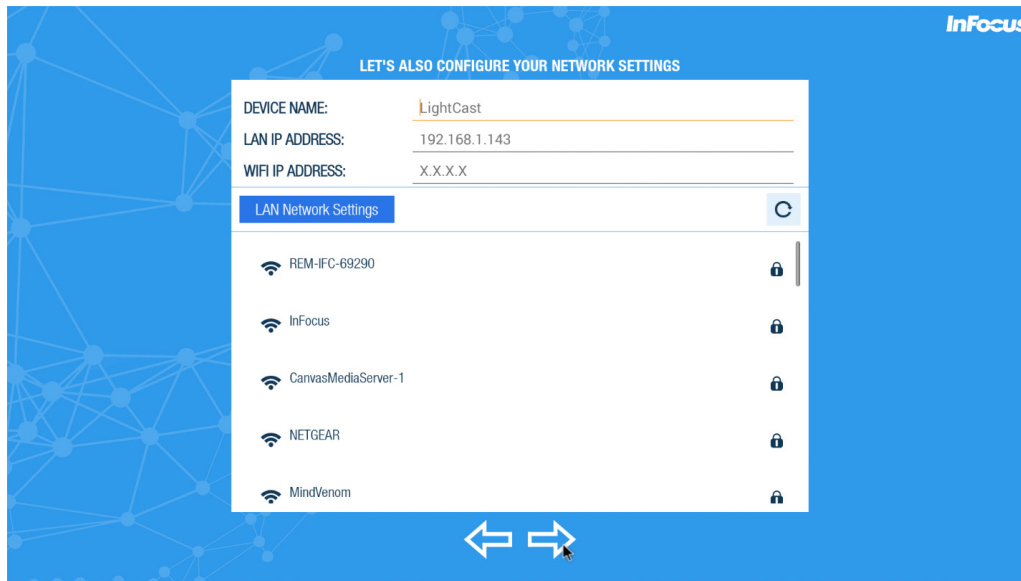 InFocus
LET'S ALSO CONFIGURE YOUR NETWORK SETTINGS
DEVICE NAME: LightCast
LAN IP ADDRESS: 192.168.1.143
WIFI IP ADDRESS: X.X.X.X
LAN Network Settings
REM-IFC-69290
InFocus
CanvasMediaServer-1
NETGEAR
MindVenom